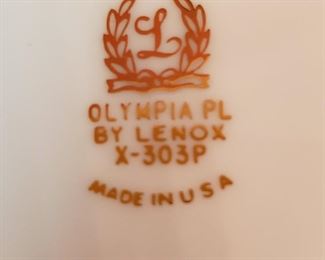 L
OLYMPIA PL
BY LENOX
X-303P
MADE IN USA